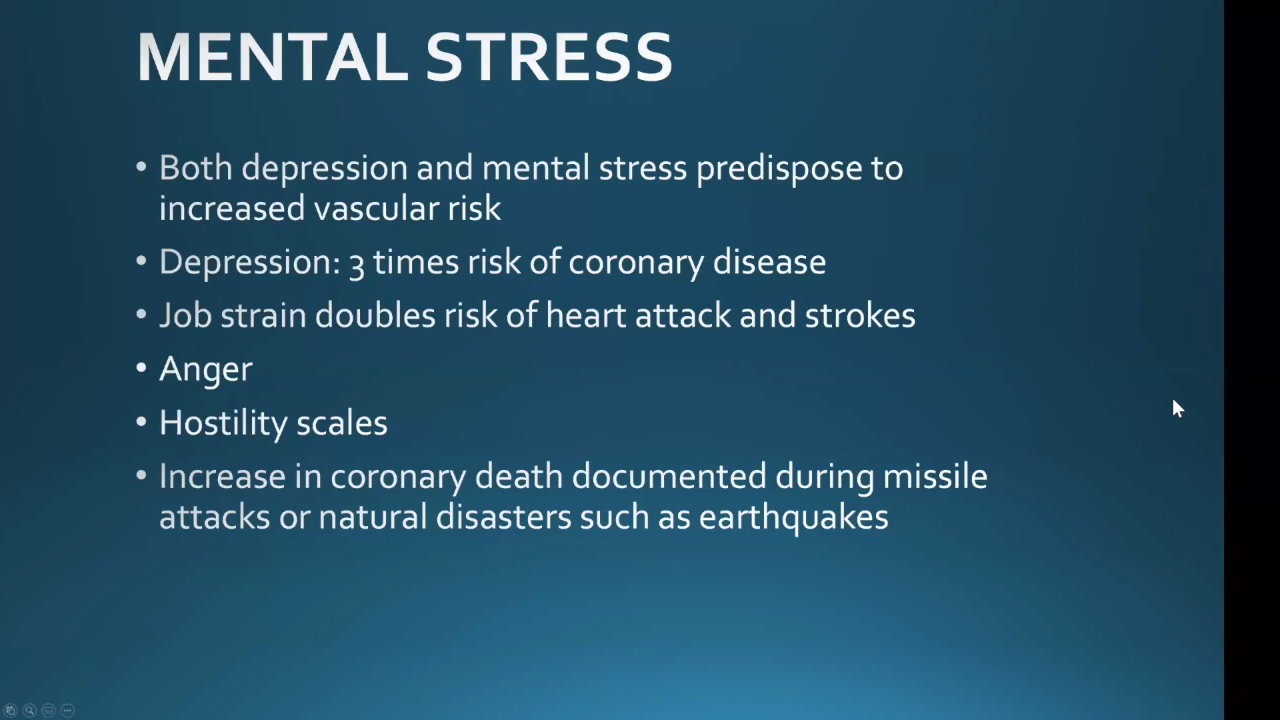 MENTAL STRESS
• Both depression and mental stress predispose to
increased vascular risk
• Depression: 3 times risk of coronary disease
• Job strain doubles risk of heart attack and strokes
• Anger
• Hostility scales
• Increase in coronary death documented during missile
attacks or natural disasters such as earthquakes